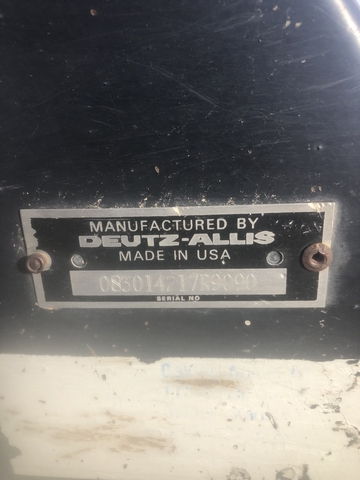 MANUFACTURED BY
DEUTZ-ALLIS
MADE IN USA
SERIAL NO